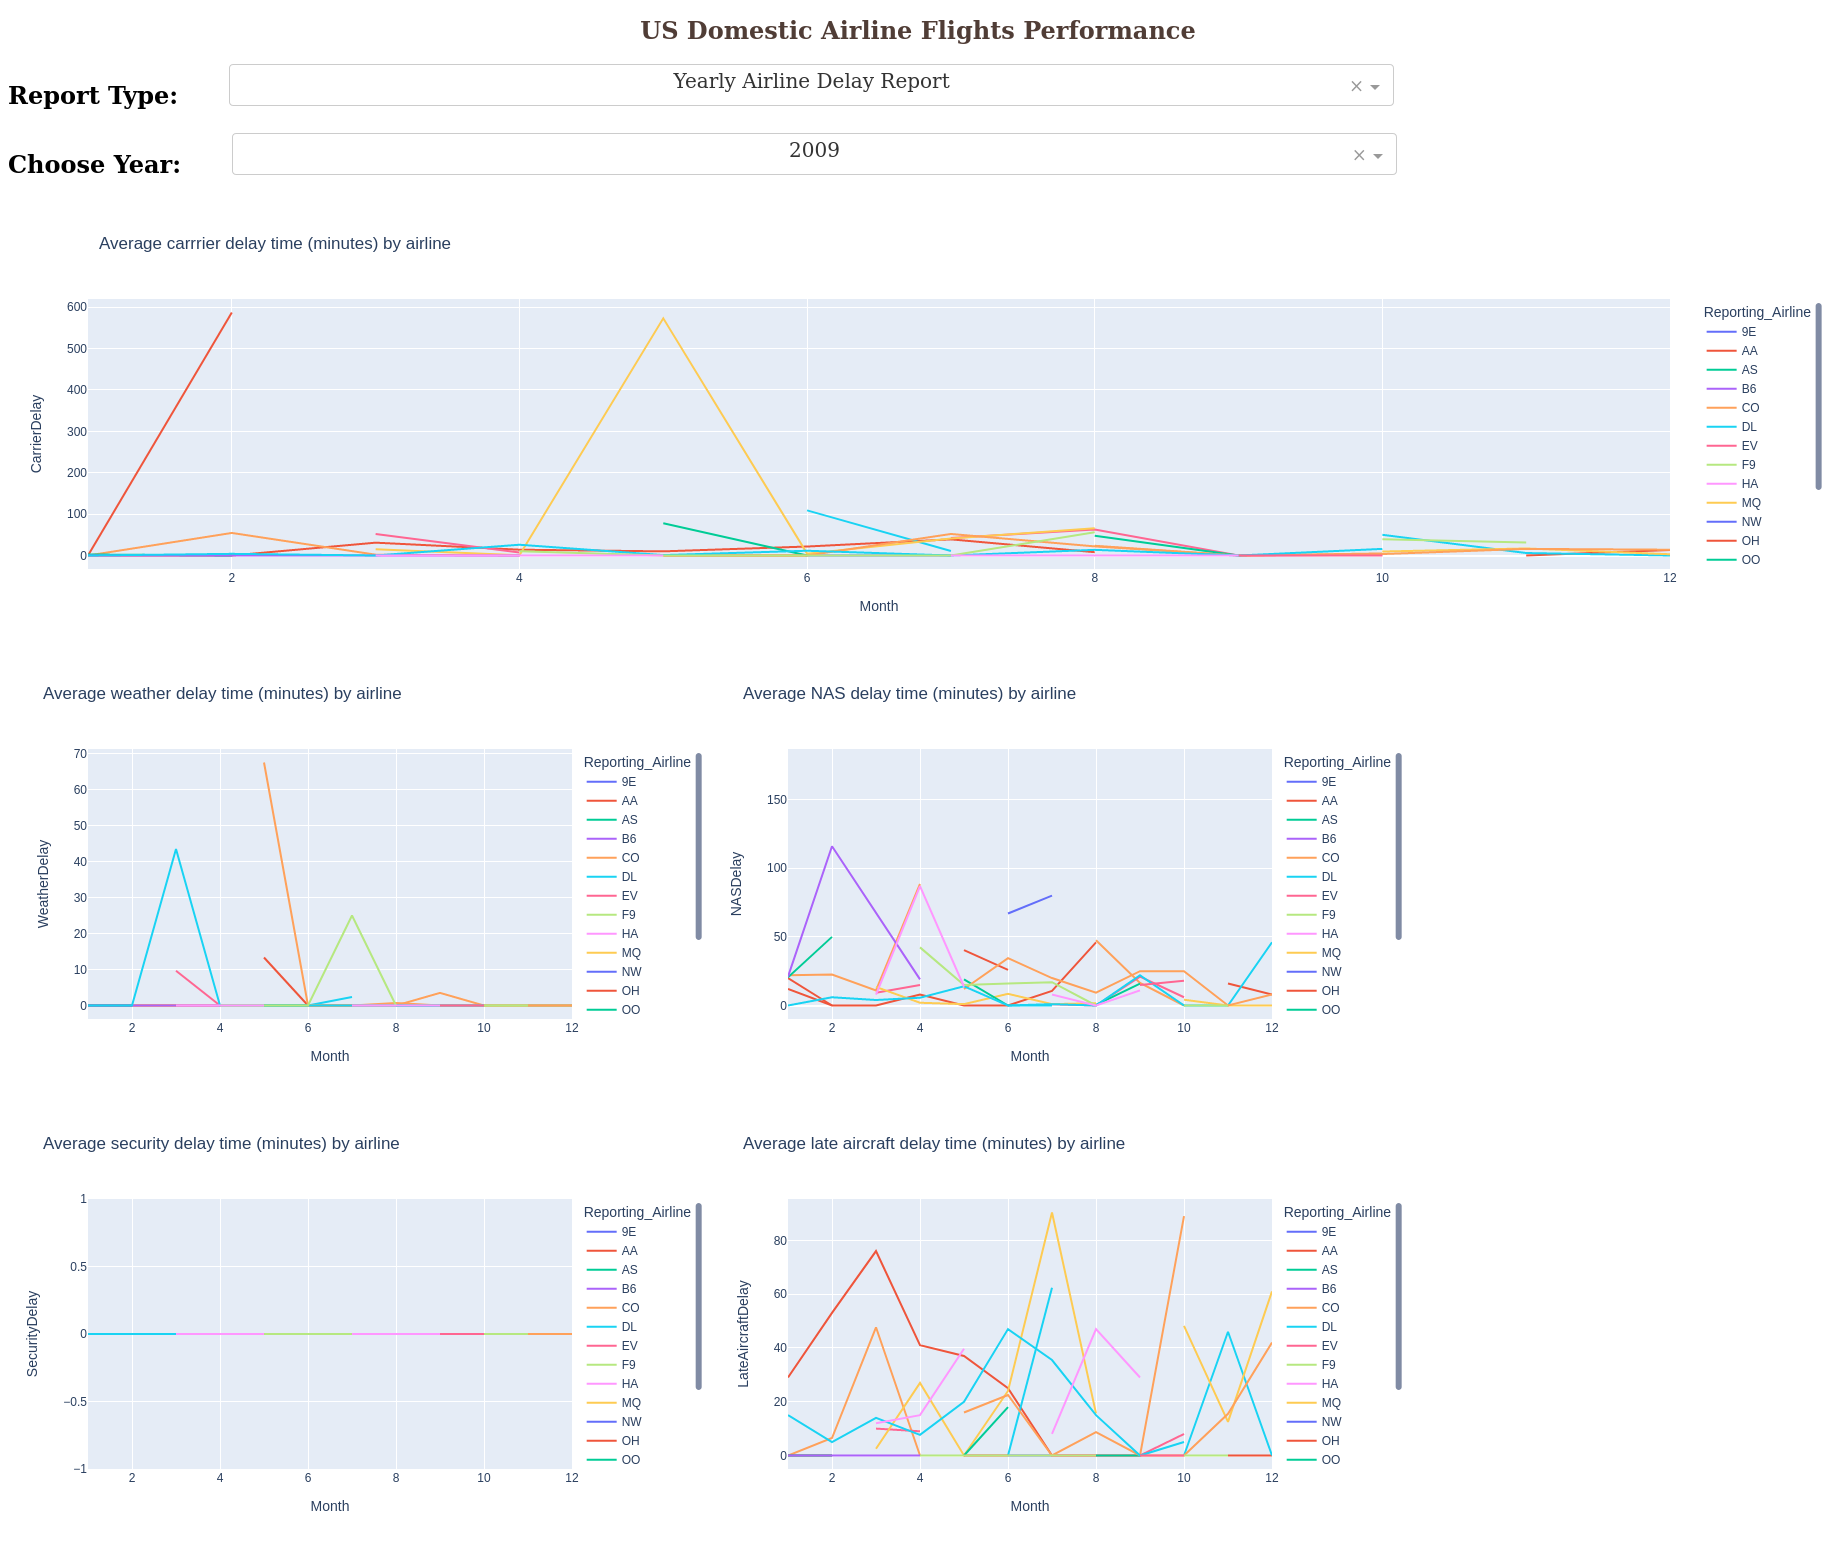 US Domestic Airline Flights Performance
Report Type:
Yearly Airline Delay Report
×
Choose Year:
2009
×
Average carrrier delay time (minutes) by airline
600
500
400
300
200
100
0
CarrierDelay
2 4 6 8 10 12
Month
Reporting_Airline
9E
AA
AS
B6
CO
DL
EV
F9
HA
MQ
NW
OH
OO
Average weather delay time (minutes) by airline
70
60
50
40
30
20
10
0
WeatherDelay
2 4 6 8 10 12
Month
Reporting_Airline
9E
AA
AS
B6
CO
DL
EV
F9
HA
MQ
NW
OH
OO
Average NAS delay time (minutes) by airline
150
100
50
0
NASDelay
2 4 6 8 10 12
Month
Reporting_Airline
9E
AA
AS
B6
CO
DL
EV
F9
HA
MQ
NW
OH
OO
Average security delay time (minutes) by airline
1
0.5
0
−0.5
−1
SecurityDelay
2 4 6 8 10 12
Month
Reporting_Airline
9E
AA
AS
B6
CO
DL
EV
F9
HA
MQ
NW
OH
OO
Average late aircraft delay time (minutes) by airline
80
60
40
20
0
LateAircraftDelay
2 4 6 8 10 12
Month
Reporting_Airline
9E
AA
AS
B6
CO
DL
EV
F9
HA
MQ
NW
OH
OO